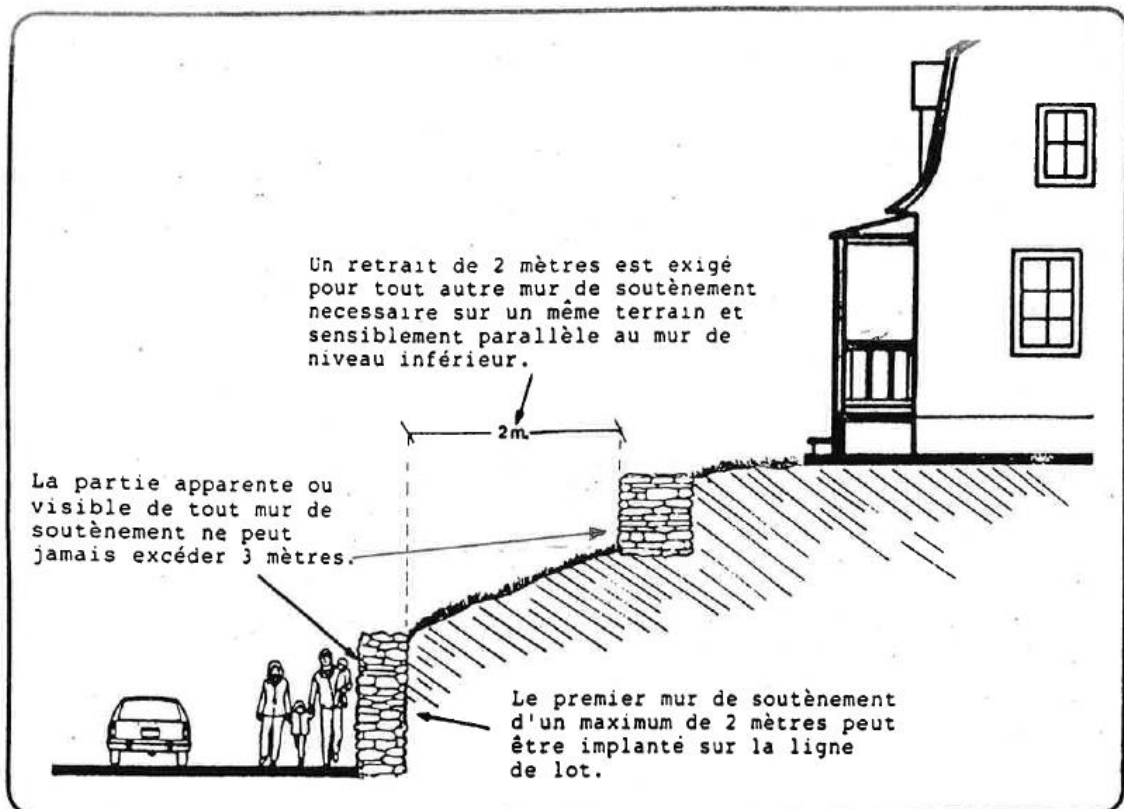 Un retrait de 2 mètres est exigé
pour tout autre mur de soutènement
necessaire sur un même terrain et
sensiblement parallèle au mur de
niveau inférieur.
2m.
La partie apparente ou
visible de tout mur de
soutènement ne peut
jamais excéder 3 mètres.
Le premier mur de soutènement
d'un maximum de 2 mètres peut
être implanté sur la ligne
de lot.